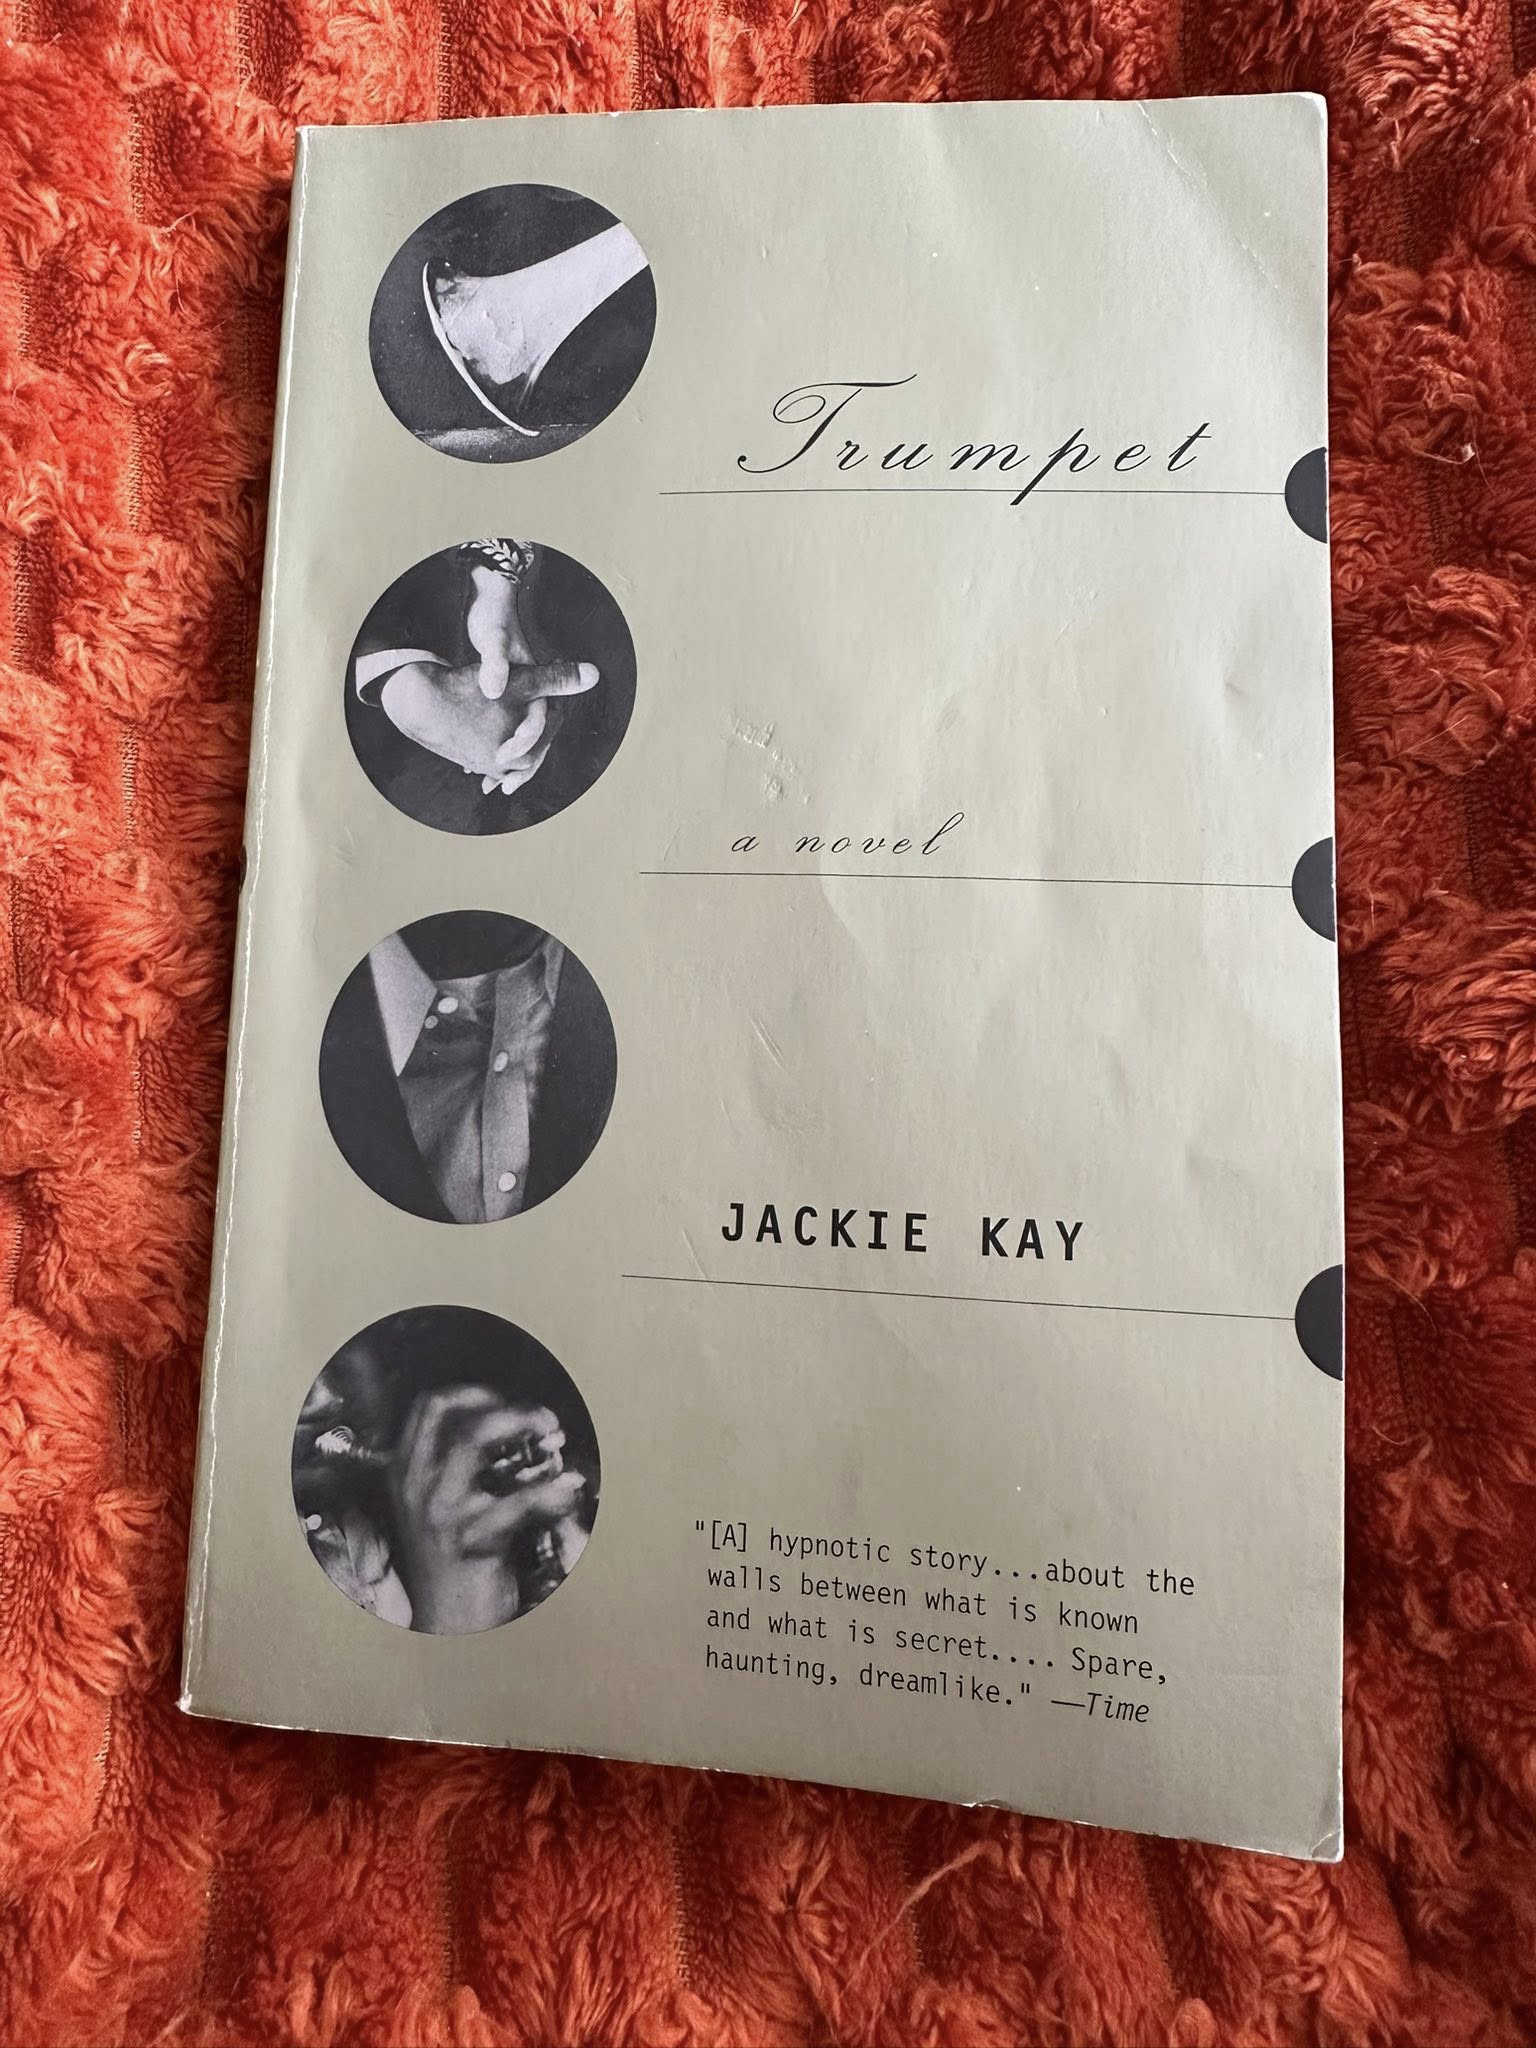 Trumpet
a novel
JACKIE KAY
"[A] hypnotic story...about the
walls between what is known
and what is secret.... Spare,
haunting, dreamlike." —Time